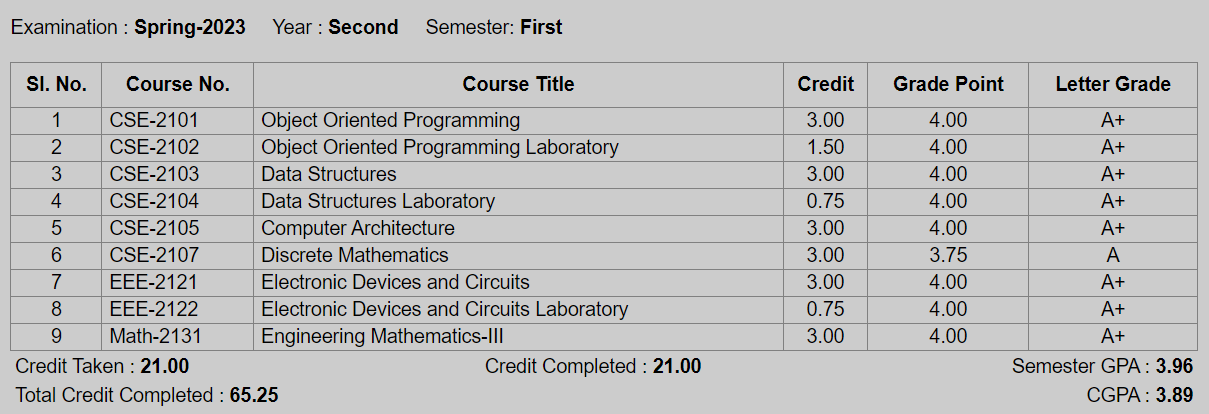 Examination : Spring-2023 Year : Second Semester: First
Sl. No. Course No. Course Title Credit Grade Point Letter Grade
1 CSE-2101 Object Oriented Programming 3.00 4.00 A+
2 CSE-2102 Object Oriented Programming Laboratory 1.50 4.00 A+
3 CSE-2103 Data Structures 3.00 4.00 A+
4 CSE-2104 Data Structures Laboratory 0.75 4.00 A+
5 CSE-2105 Computer Architecture 3.00 4.00 A+
6 CSE-2107 Discrete Mathematics 3.00 3.75 A
7 EEE-2121 Electronic Devices and Circuits 3.00 4.00 A+
8 EEE-2122 Electronic Devices and Circuits Laboratory 0.75 4.00 A+
9 Math-2131 Engineering Mathematics-III 3.00 4.00 A+
Credit Taken : 21.00 Credit Completed : 21.00 Semester GPA : 3.96
Total Credit Completed : 65.25 CGPA : 3.89